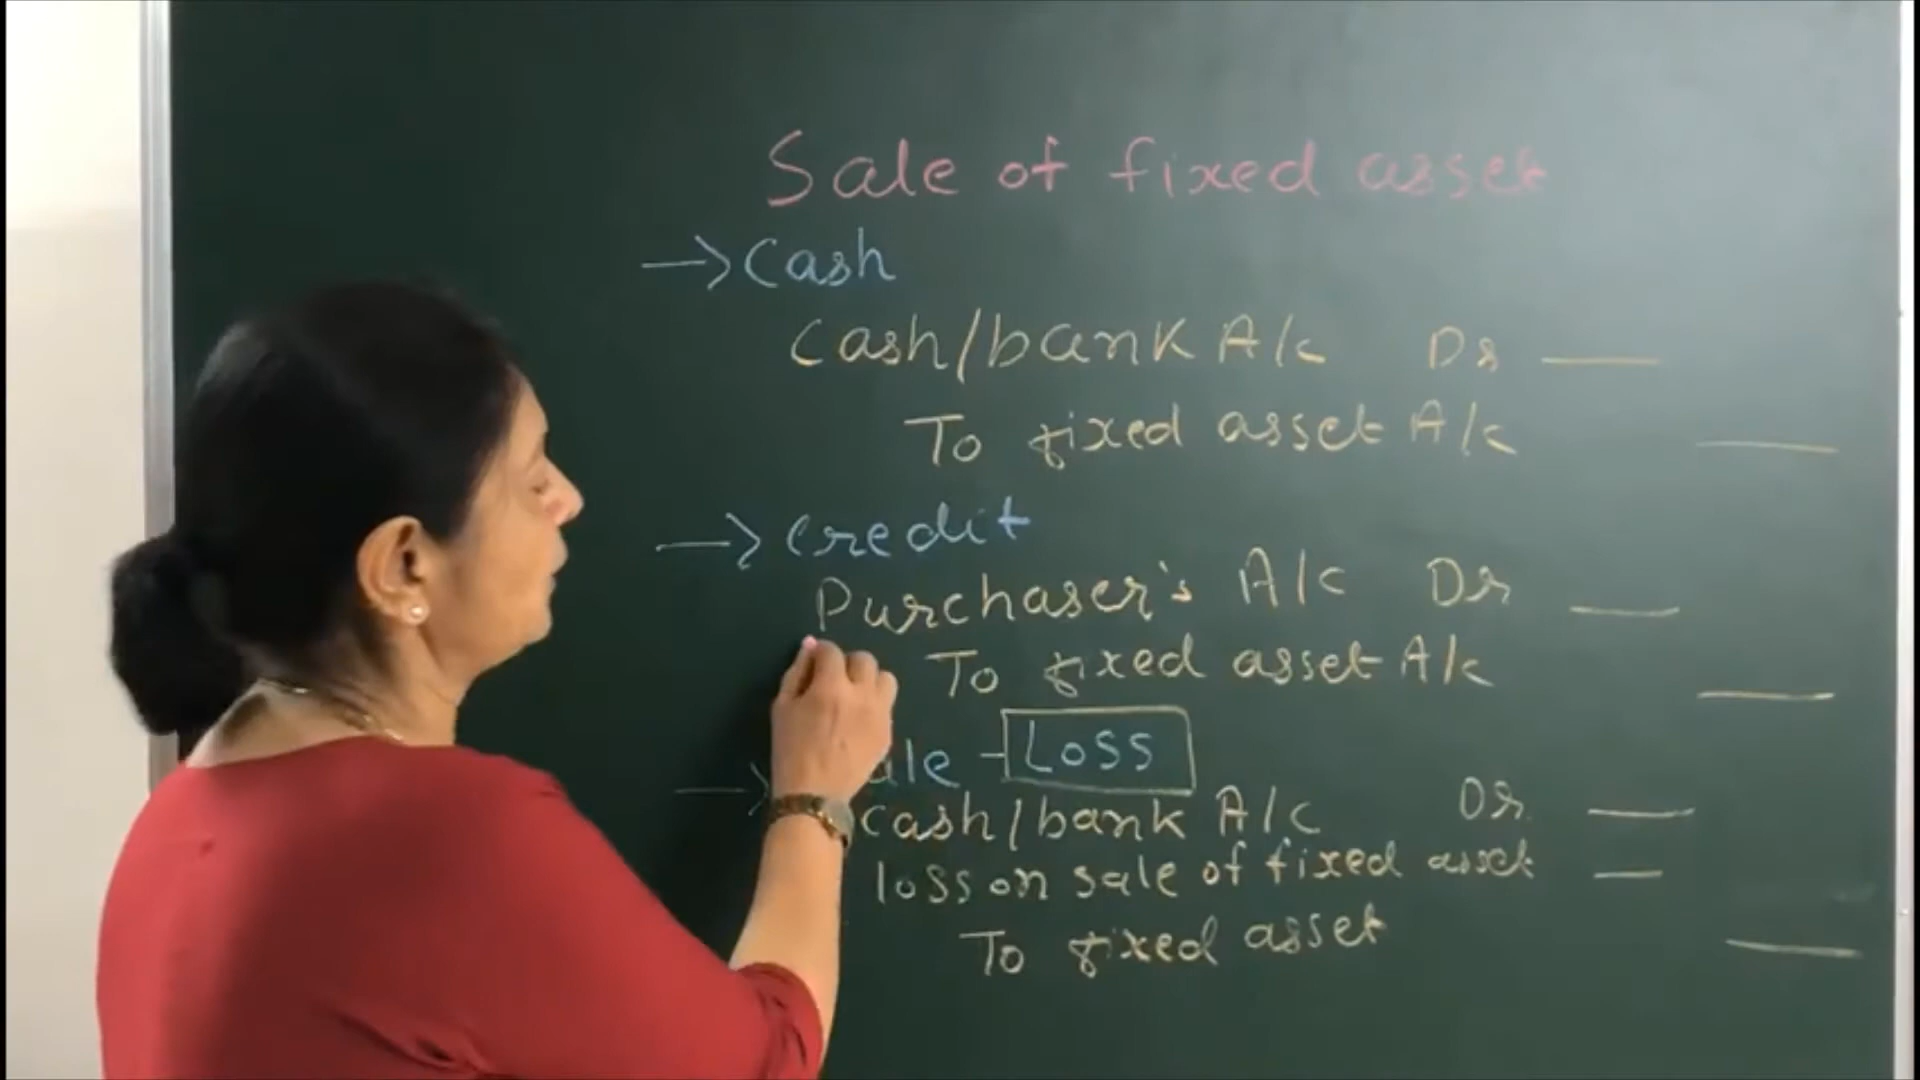 Sale of fixed asset
→ Cash
Cash/bank A/c Dr
To fixed asset A/c
→ Credit
Purchaser's A/c Dr
To fixed asset A/c
→ ale - Loss
Cash/bank A/c Dr
loss on sale of fixed asset
To fixed asset